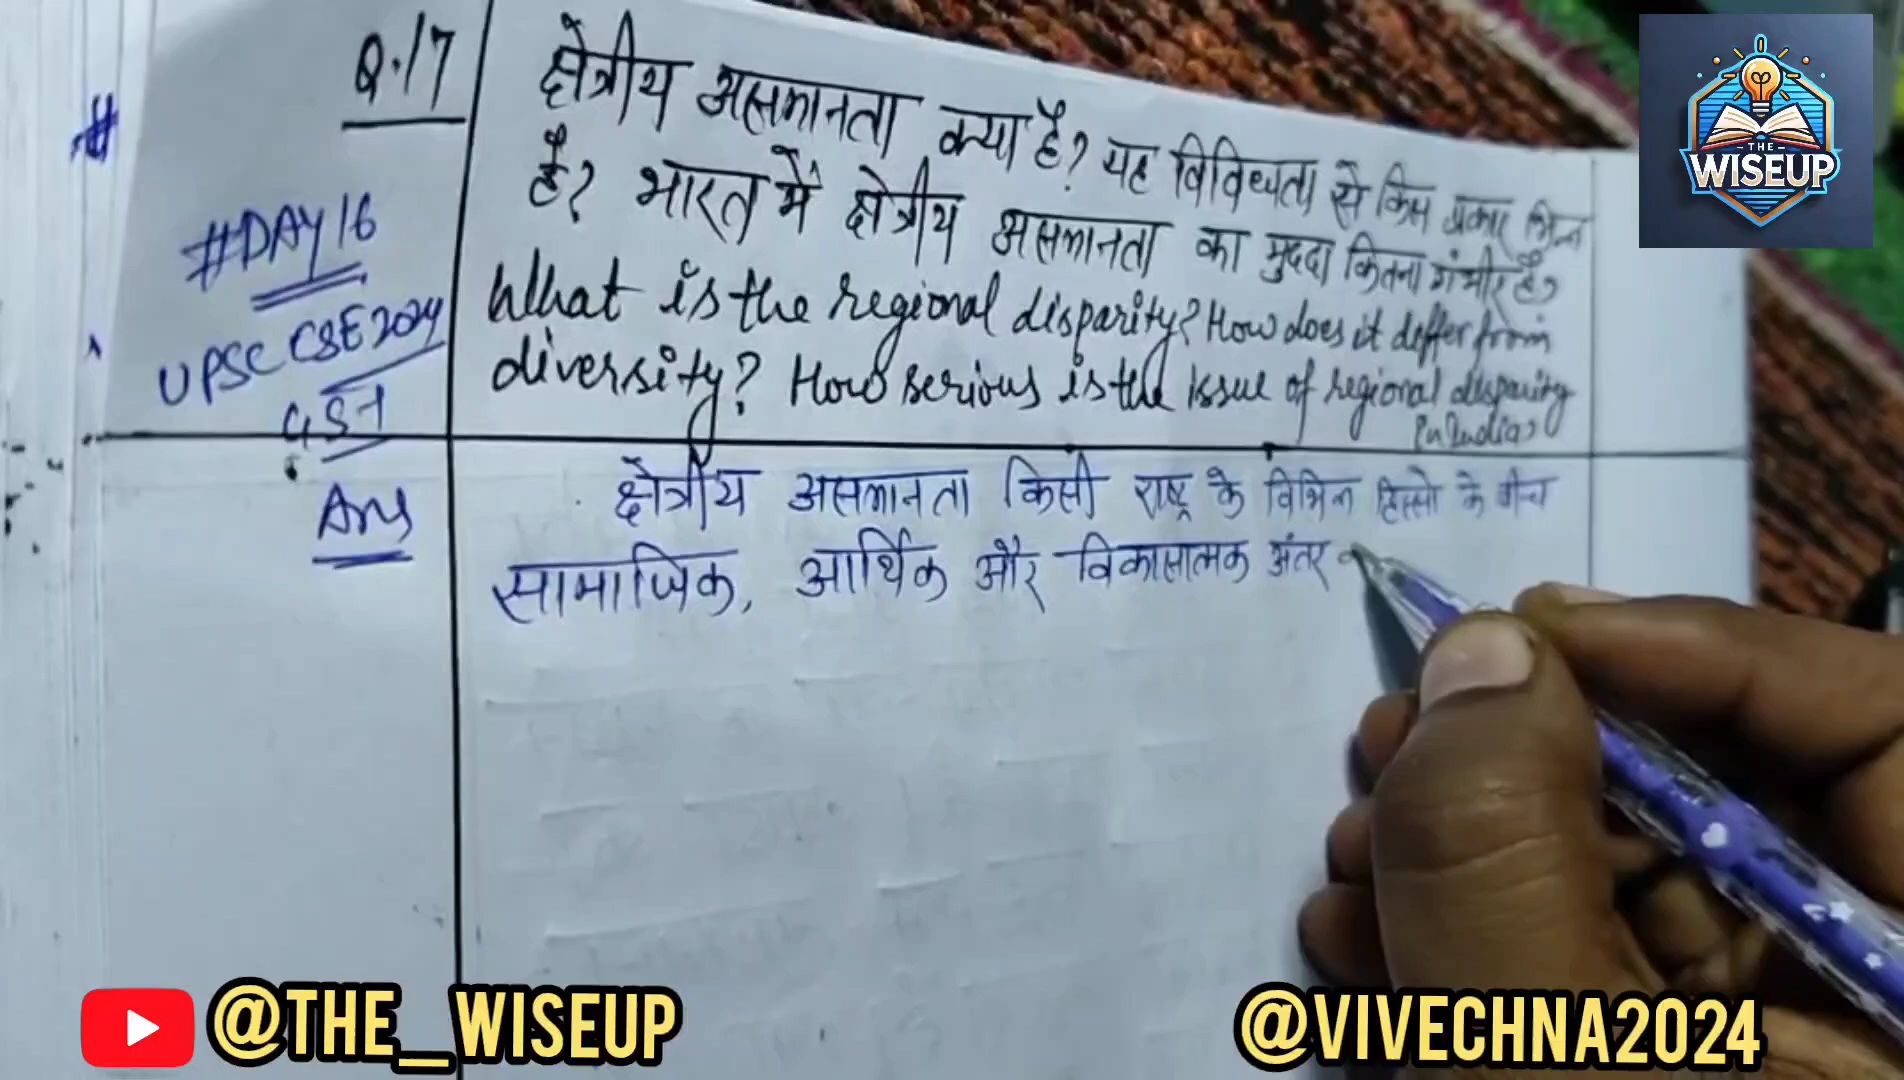 Q.17
क्षेत्रीय असमानता क्या है? यह विविधता से किस प्रकार भिन्न
है? भारत में क्षेत्रीय असमानता का मुद्दा कितना गंभीर है?
What is the regional disparity? How does it differ from
diversity? How serious is the issue of regional disparity
in India?
#
#DAY 16
UPSC CSE 2024
GS-1
Ans
क्षेत्रीय असमानता किसी राष्ट्र के विभिन्न हिस्सो के बीच
सामाजिक, आर्थिक और विकासात्मक अंतर
THE
WISEUP
@THE_WISEUP
@VIVECHNA2024